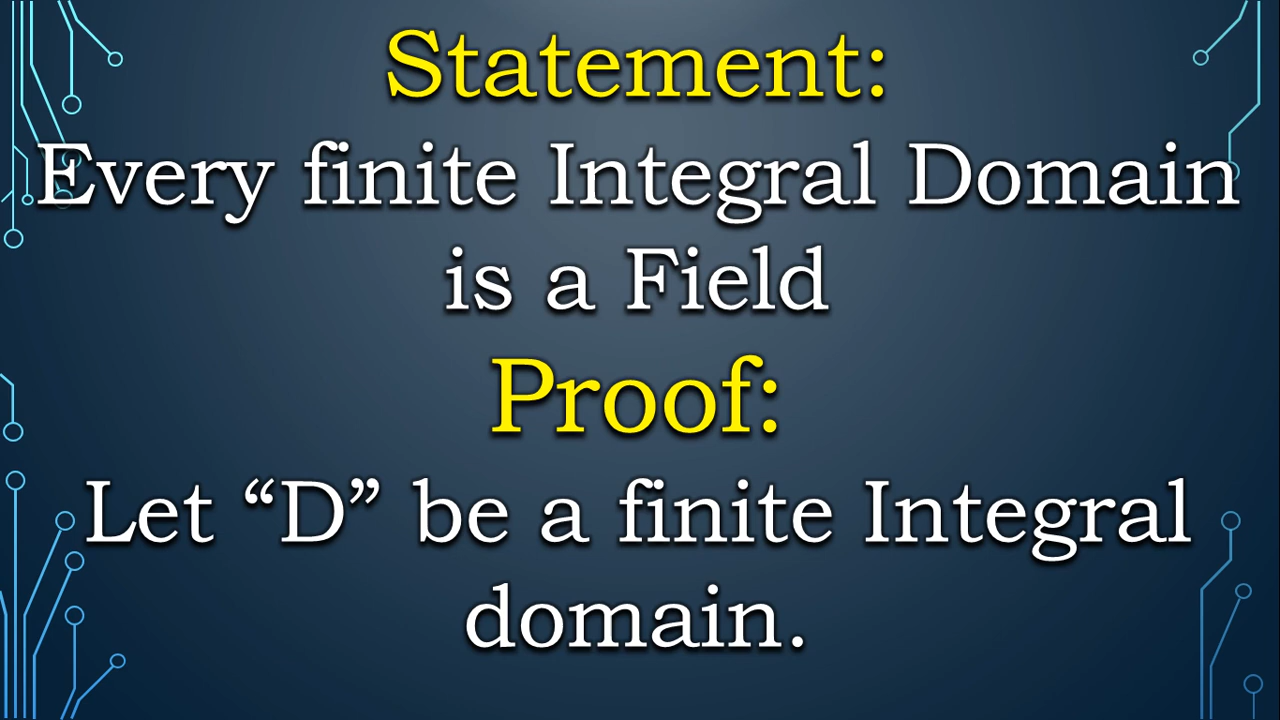 Statement:
Every finite Integral Domain
is a Field
Proof:
Let “D” be a finite Integral
domain.